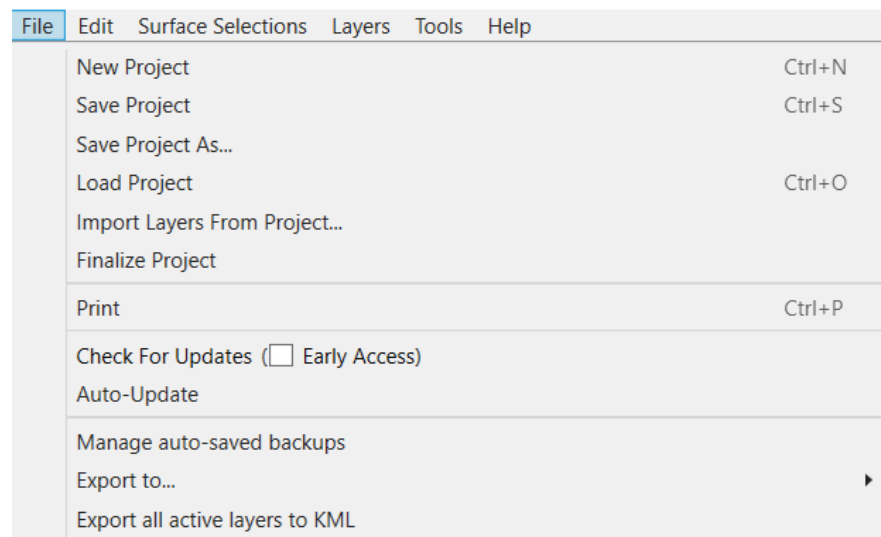 File Edit Surface Selections Layers Tools Help
New Project Ctrl+N
Save Project Ctrl+S
Save Project As...
Load Project Ctrl+O
Import Layers From Project...
Finalize Project
Print Ctrl+P
Check For Updates ( Early Access)
Auto-Update
Manage auto-saved backups
Export to...
Export all active layers to KML